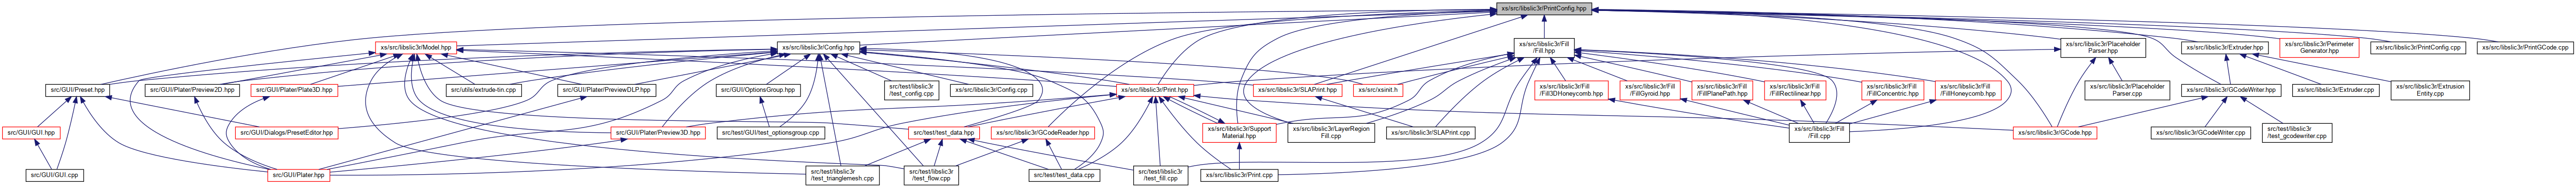 xs/src/libslic3r/PrintConfig.hpp
xs/src/libslic3r/Model.hpp
xs/src/libslic3r/Config.hpp
xs/src/libslic3r/Fill
/Fill.hpp
xs/src/libslic3r/Placeholder
Parser.hpp
xs/src/libslic3r/Extruder.hpp
xs/src/libslic3r/Perimeter
Generator.hpp
xs/src/libslic3r/PrintConfig.cpp
xs/src/libslic3r/PrintGCode.cpp
src/GUI/Preset.hpp
src/GUI/Plater/Preview2D.hpp
src/GUI/Plater/Plate3D.hpp
src/utils/extrude-tin.cpp
src/GUI/Plater/PreviewDLP.hpp
src/GUI/OptionsGroup.hpp
src/test/libslic3r
/test_config.cpp
xs/src/libslic3r/Config.cpp
xs/src/libslic3r/Print.hpp
xs/src/libslic3r/SLAPrint.hpp
xs/src/xsinit.h
xs/src/libslic3r/Fill
/Fill3DHoneycomb.hpp
xs/src/libslic3r/Fill
/FillGyroid.hpp
xs/src/libslic3r/Fill
/FillPlanePath.hpp
xs/src/libslic3r/Fill
/FillRectilinear.hpp
xs/src/libslic3r/Fill
/FillConcentric.hpp
xs/src/libslic3r/Fill
/FillHoneycomb.hpp
xs/src/libslic3r/Placeholder
Parser.cpp
xs/src/libslic3r/GCodeWriter.hpp
xs/src/libslic3r/Extruder.cpp
xs/src/libslic3r/Extrusion
Entity.cpp
src/GUI/GUI.hpp
src/GUI/Dialogs/PresetEditor.hpp
src/GUI/Plater/Preview3D.hpp
src/test/GUI/test_optionsgroup.cpp
src/test/test_data.hpp
xs/src/libslic3r/GCodeReader.hpp
xs/src/libslic3r/Support
Material.hpp
xs/src/libslic3r/LayerRegion
Fill.cpp
xs/src/libslic3r/SLAPrint.cpp
xs/src/libslic3r/Fill
/Fill.cpp
xs/src/libslic3r/GCode.hpp
xs/src/libslic3r/GCodeWriter.cpp
src/test/libslic3r
/test_gcodewriter.cpp
src/GUI/GUI.cpp
src/GUI/Plater.hpp
src/test/libslic3r
/test_trianglemesh.cpp
src/test/libslic3r
/test_flow.cpp
src/test/test_data.cpp
src/test/libslic3r
/test_fill.cpp
xs/src/libslic3r/Print.cpp